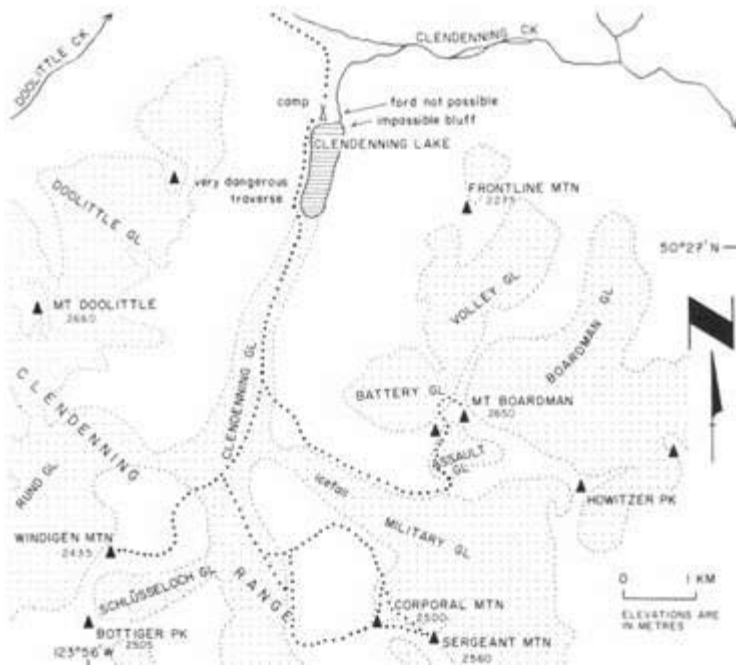 DOOLITTLE CK
CLENDENNING CK
camp
ford not possible
impossible bluff
CLENDENNING LAKE
very dangerous
traverse
DOOLITTLE GL
FRONTLINE MTN
2275
50°27'N
MT DOOLITTLE
2660
VOLLEY GL
BOARDMAN GL
N
CLENDENNING GL
BATTERY GL
MT BOARDMAN
2650
CLENDENNING
ASSAULT
GL
RUND GL
icefall
HOWITZER PK
MILITARY GL
WINDIGEN MTN
2435
SCHLÜSSELOCH GL
RANGE
0 1 KM
ELEVATIONS ARE
IN METRES
CORPORAL MTN
2500
BOTTIGER PK
2505
SERGEANT MTN
2560
123°56'W